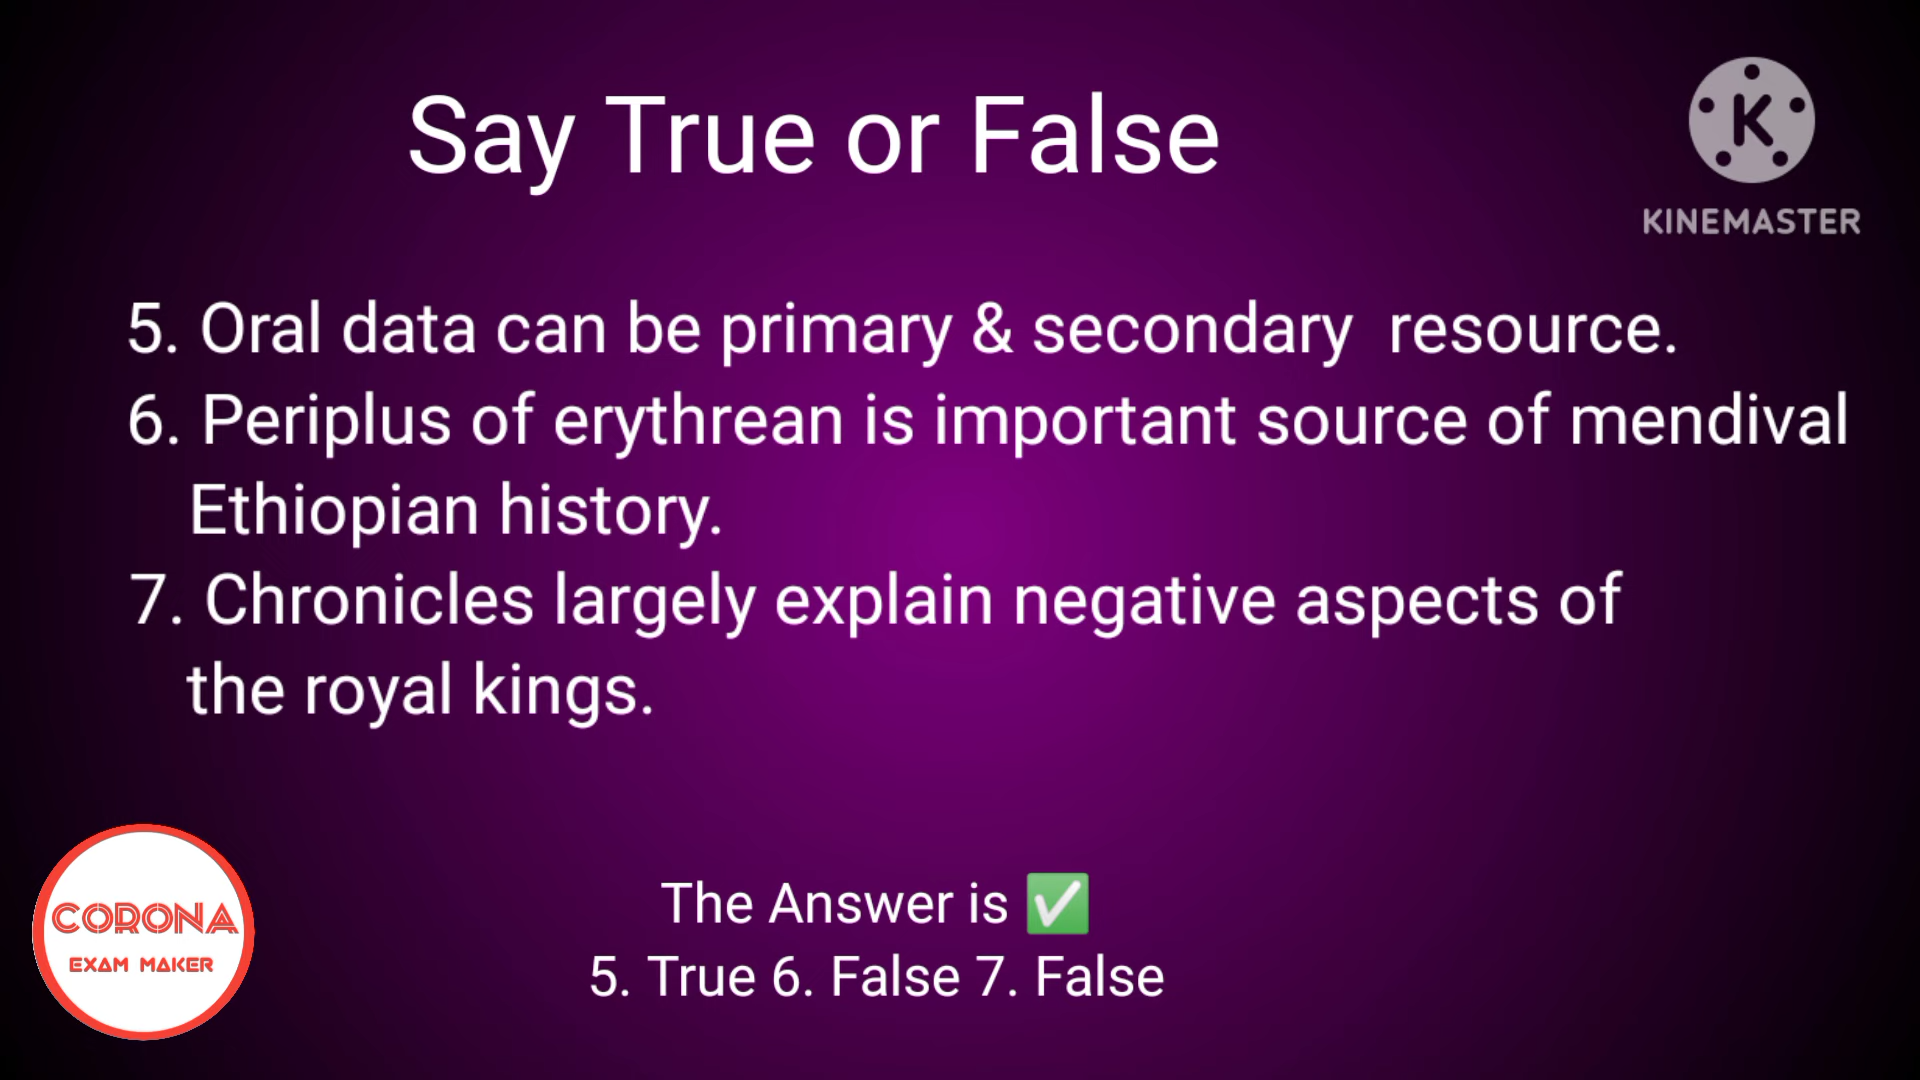 Say True or False
K
KINEMASTER
5. Oral data can be primary & secondary  resource.
6. Periplus of erythrean is important source of mendival
Ethiopian history.
7. Chronicles largely explain negative aspects of
the royal kings.
CORONA
EXAM MAKER
The Answer is ✅
5. True 6. False 7. False